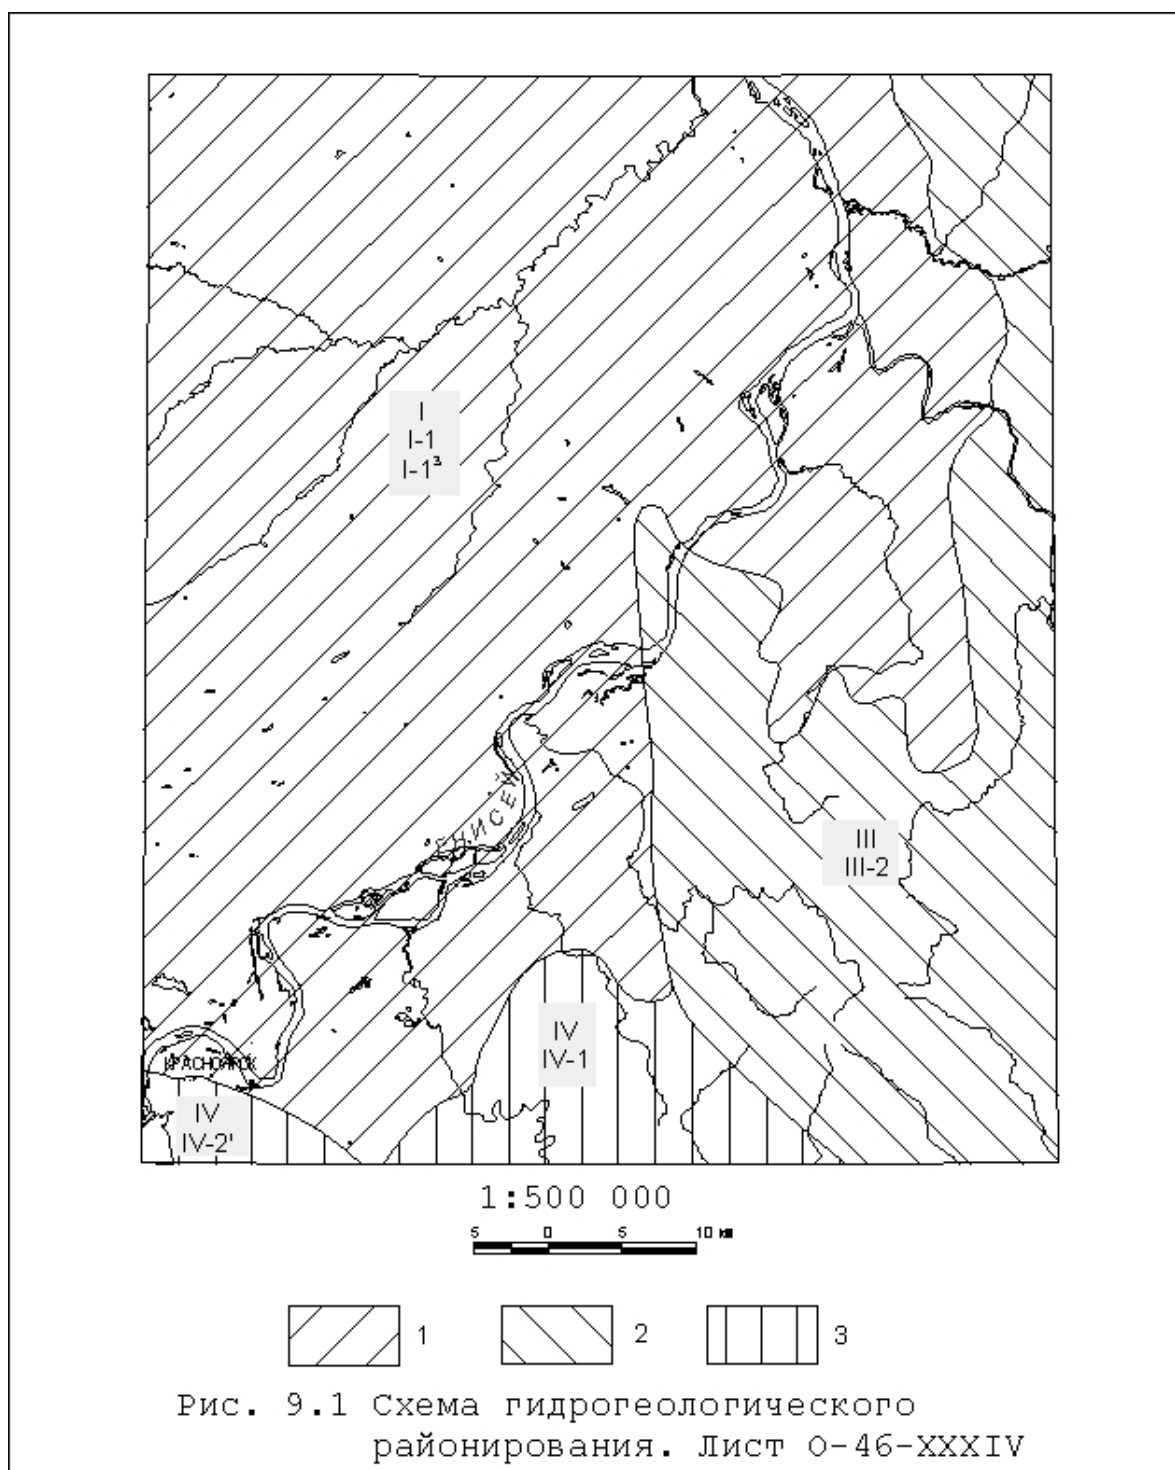 I
I-1
I-1³
ЕНИСЕЙ
III
III-2
IV
IV-1
КРАСНОЯРСК
IV
IV-2'
1:500 000
5 0 5 10 км
1 2 3
Рис. 9.1 Схема гидрогеологического
районирования. Лист О-46-XXXIV